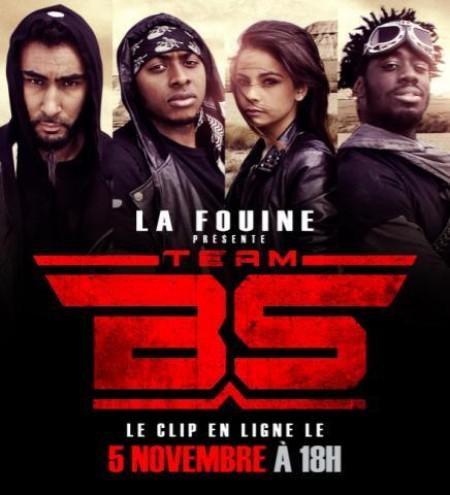 LA FOUINE
PRÉSENTE
TEAM
BS
LE CLIP EN LIGNE LE
5 NOVEMBRE À 18H